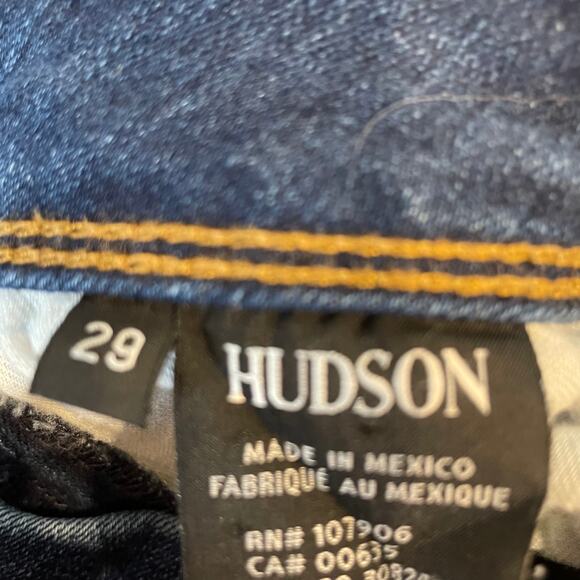 29
HUDSON
MADE IN MEXICO
FABRIQUÉ AU MEXIQUE
RN# 107906
CA# 00635